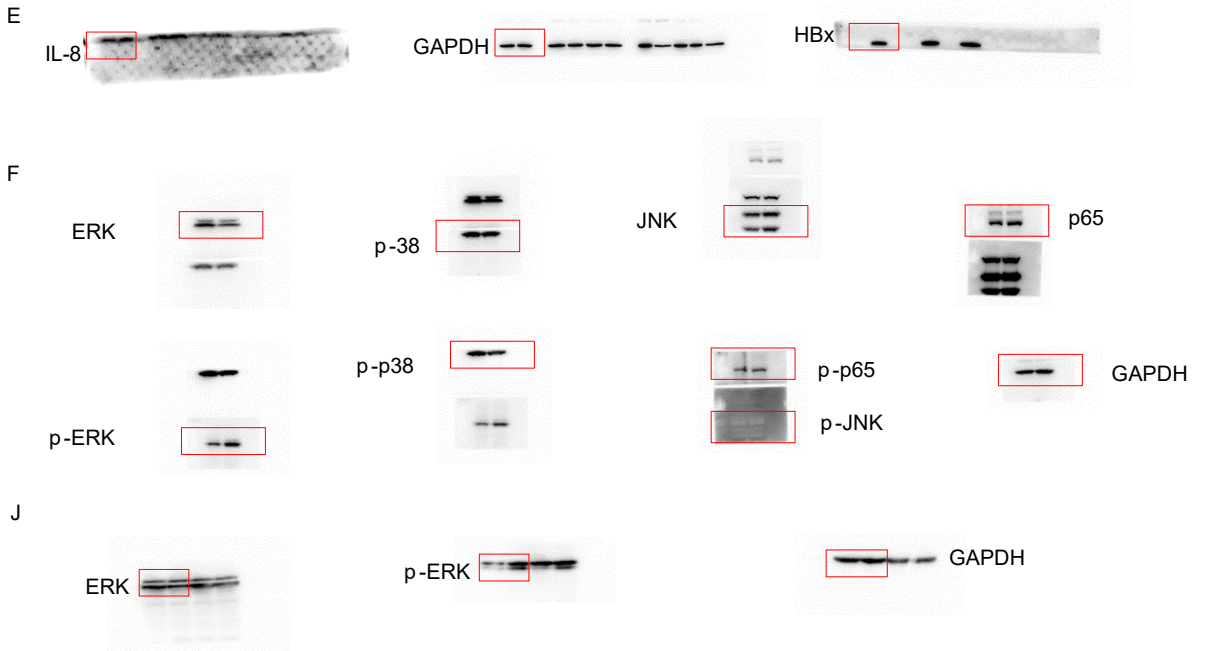 E
IL-8
GAPDH
HBx
F
ERK
p-38
JNK
p65
p-ERK
p-p38
p-p65
p-JNK
GAPDH
J
ERK
p-ERK
GAPDH